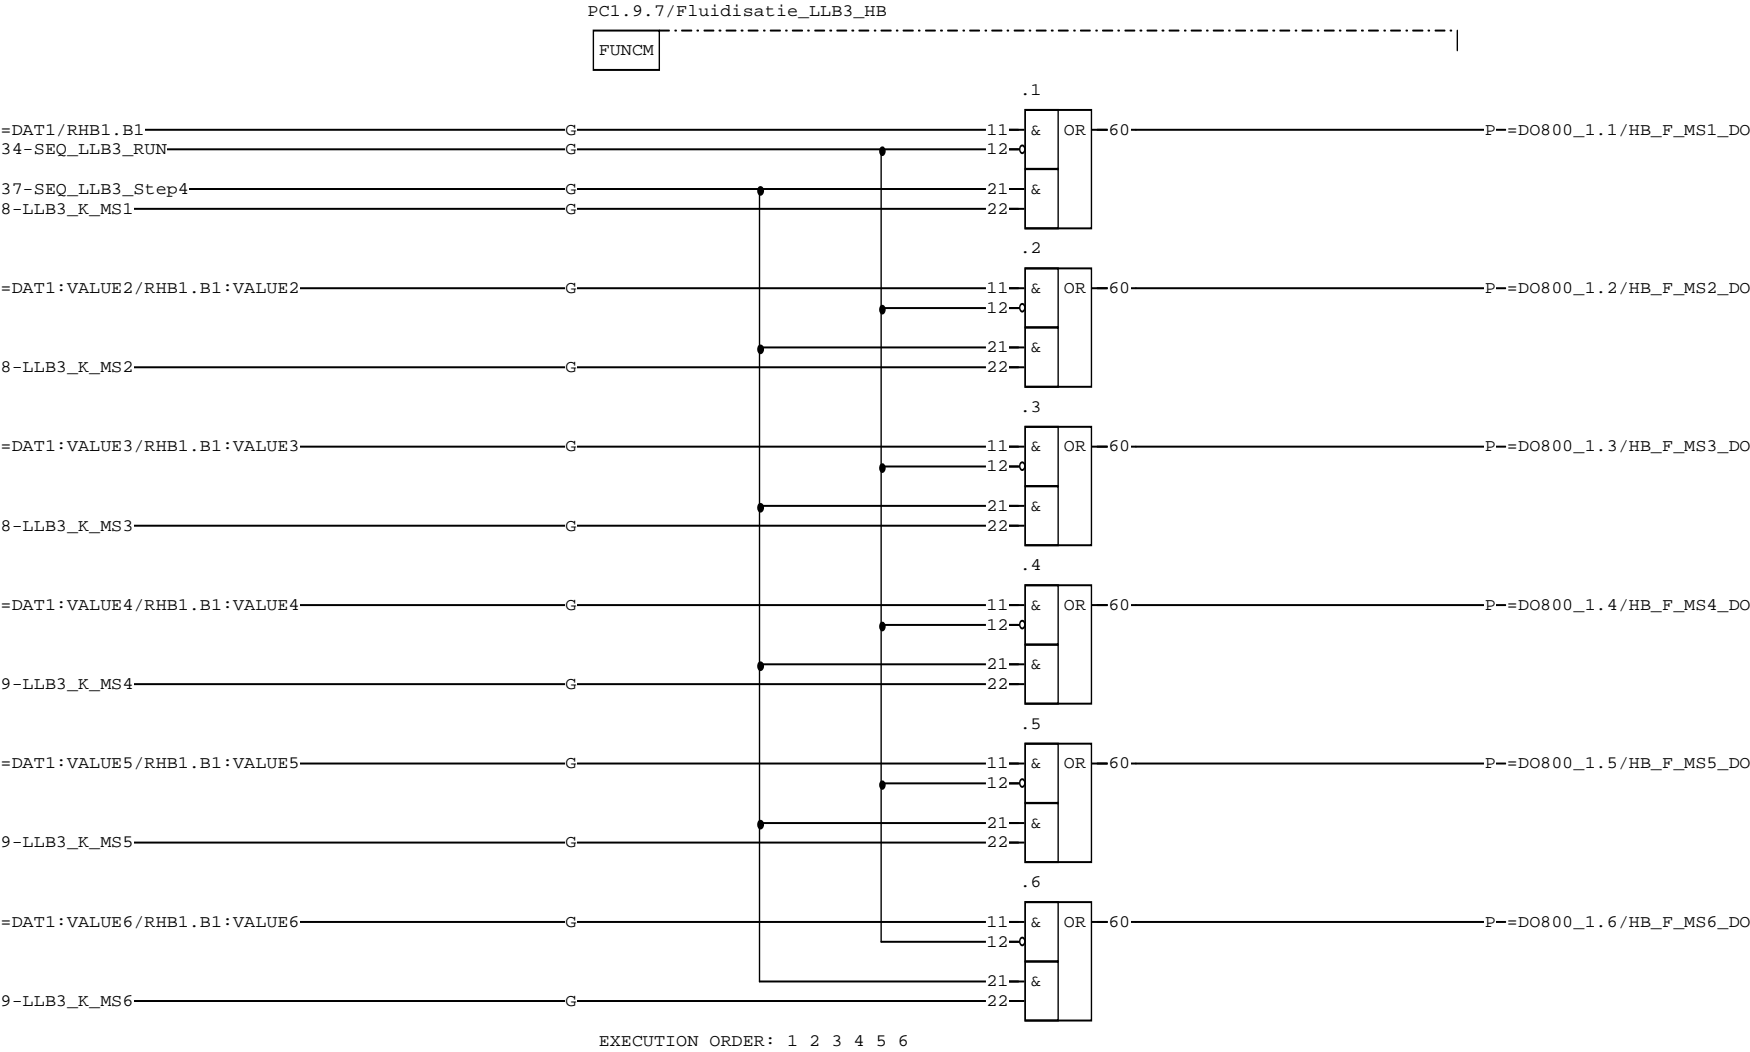 PC1.9.7/Fluidisatie_LLB3_HB
FUNCM
.1
=DAT1/RHB1.B1 G 11 & OR 60 P-=DO800_1.1/HB_F_MS1_DO
34-SEQ_LLB3_RUN G 12
37-SEQ_LLB3_Step4 G 21 &
8-LLB3_K_MS1 G 22
.2
=DAT1:VALUE2/RHB1.B1:VALUE2 G 11 & OR 60 P-=DO800_1.2/HB_F_MS2_DO
12
21 &
8-LLB3_K_MS2 G 22
.3
=DAT1:VALUE3/RHB1.B1:VALUE3 G 11 & OR 60 P-=DO800_1.3/HB_F_MS3_DO
12
21 &
8-LLB3_K_MS3 G 22
.4
=DAT1:VALUE4/RHB1.B1:VALUE4 G 11 & OR 60 P-=DO800_1.4/HB_F_MS4_DO
12
21 &
9-LLB3_K_MS4 G 22
.5
=DAT1:VALUE5/RHB1.B1:VALUE5 G 11 & OR 60 P-=DO800_1.5/HB_F_MS5_DO
12
21 &
9-LLB3_K_MS5 G 22
.6
=DAT1:VALUE6/RHB1.B1:VALUE6 G 11 & OR 60 P-=DO800_1.6/HB_F_MS6_DO
12
21 &
9-LLB3_K_MS6 G 22
EXECUTION ORDER: 1 2 3 4 5 6